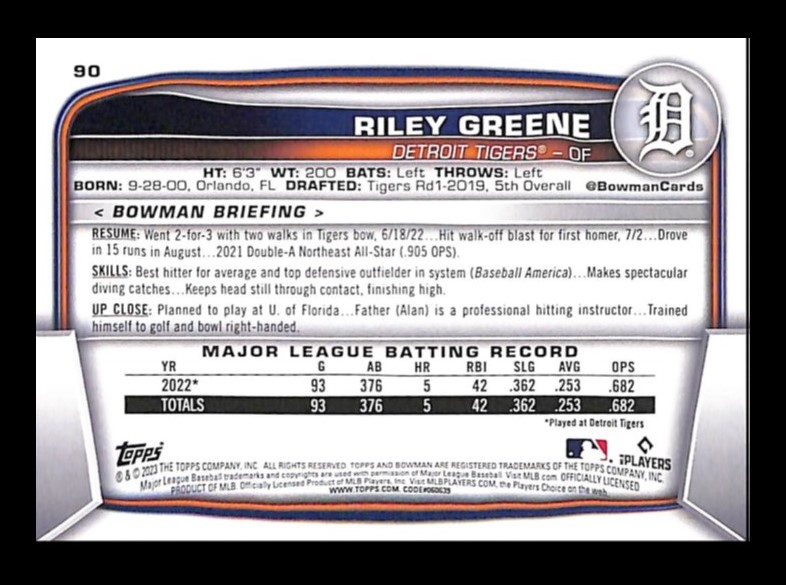 90
RILEY GREENE
DETROIT TIGERS® – OF
HT: 6'3" WT: 200 BATS: Left THROWS: Left
BORN: 9-28-00, Orlando, FL DRAFTED: Tigers Rd1-2019, 5th Overall @BowmanCards
< BOWMAN BRIEFING >
RESUME: Went 2-for-3 with two walks in Tigers bow, 6/18/22...Hit walk-off blast for first homer, 7/2...Drove
in 15 runs in August...2021 Double-A Northeast All-Star (.905 OPS).
SKILLS: Best hitter for average and top defensive outfielder in system (Baseball America)...Makes spectacular
diving catches...Keeps head still through contact, finishing high.
UP CLOSE: Planned to play at U. of Florida...Father (Alan) is a professional hitting instructor...Trained
himself to golf and bowl right-handed.
MAJOR LEAGUE BATTING RECORD
YR G AB HR RBI SLG AVG OPS
2022* 93 376 5 42 .362 .253 .682
TOTALS 93 376 5 42 .362 .253 .682
*Played at Detroit Tigers
Topps
PLAYERS
® & © 2023 THE TOPPS COMPANY, INC. ALL RIGHTS RESERVED. TOPPS AND BOWMAN ARE REGISTERED TRADEMARKS OF THE TOPPS COMPANY, INC.
Major League Baseball trademarks and copyrights are used with permission of Major League Baseball. Visit MLB.com OFFICIALLY LICENSED
PRODUCT OF MLB Players, Inc. Officially Licensed Product of MLB Players, Inc. Visit MLBPLAYERS.COM, the Players Choice on the web.
WWW.TOPPS.COM. CODE#060639